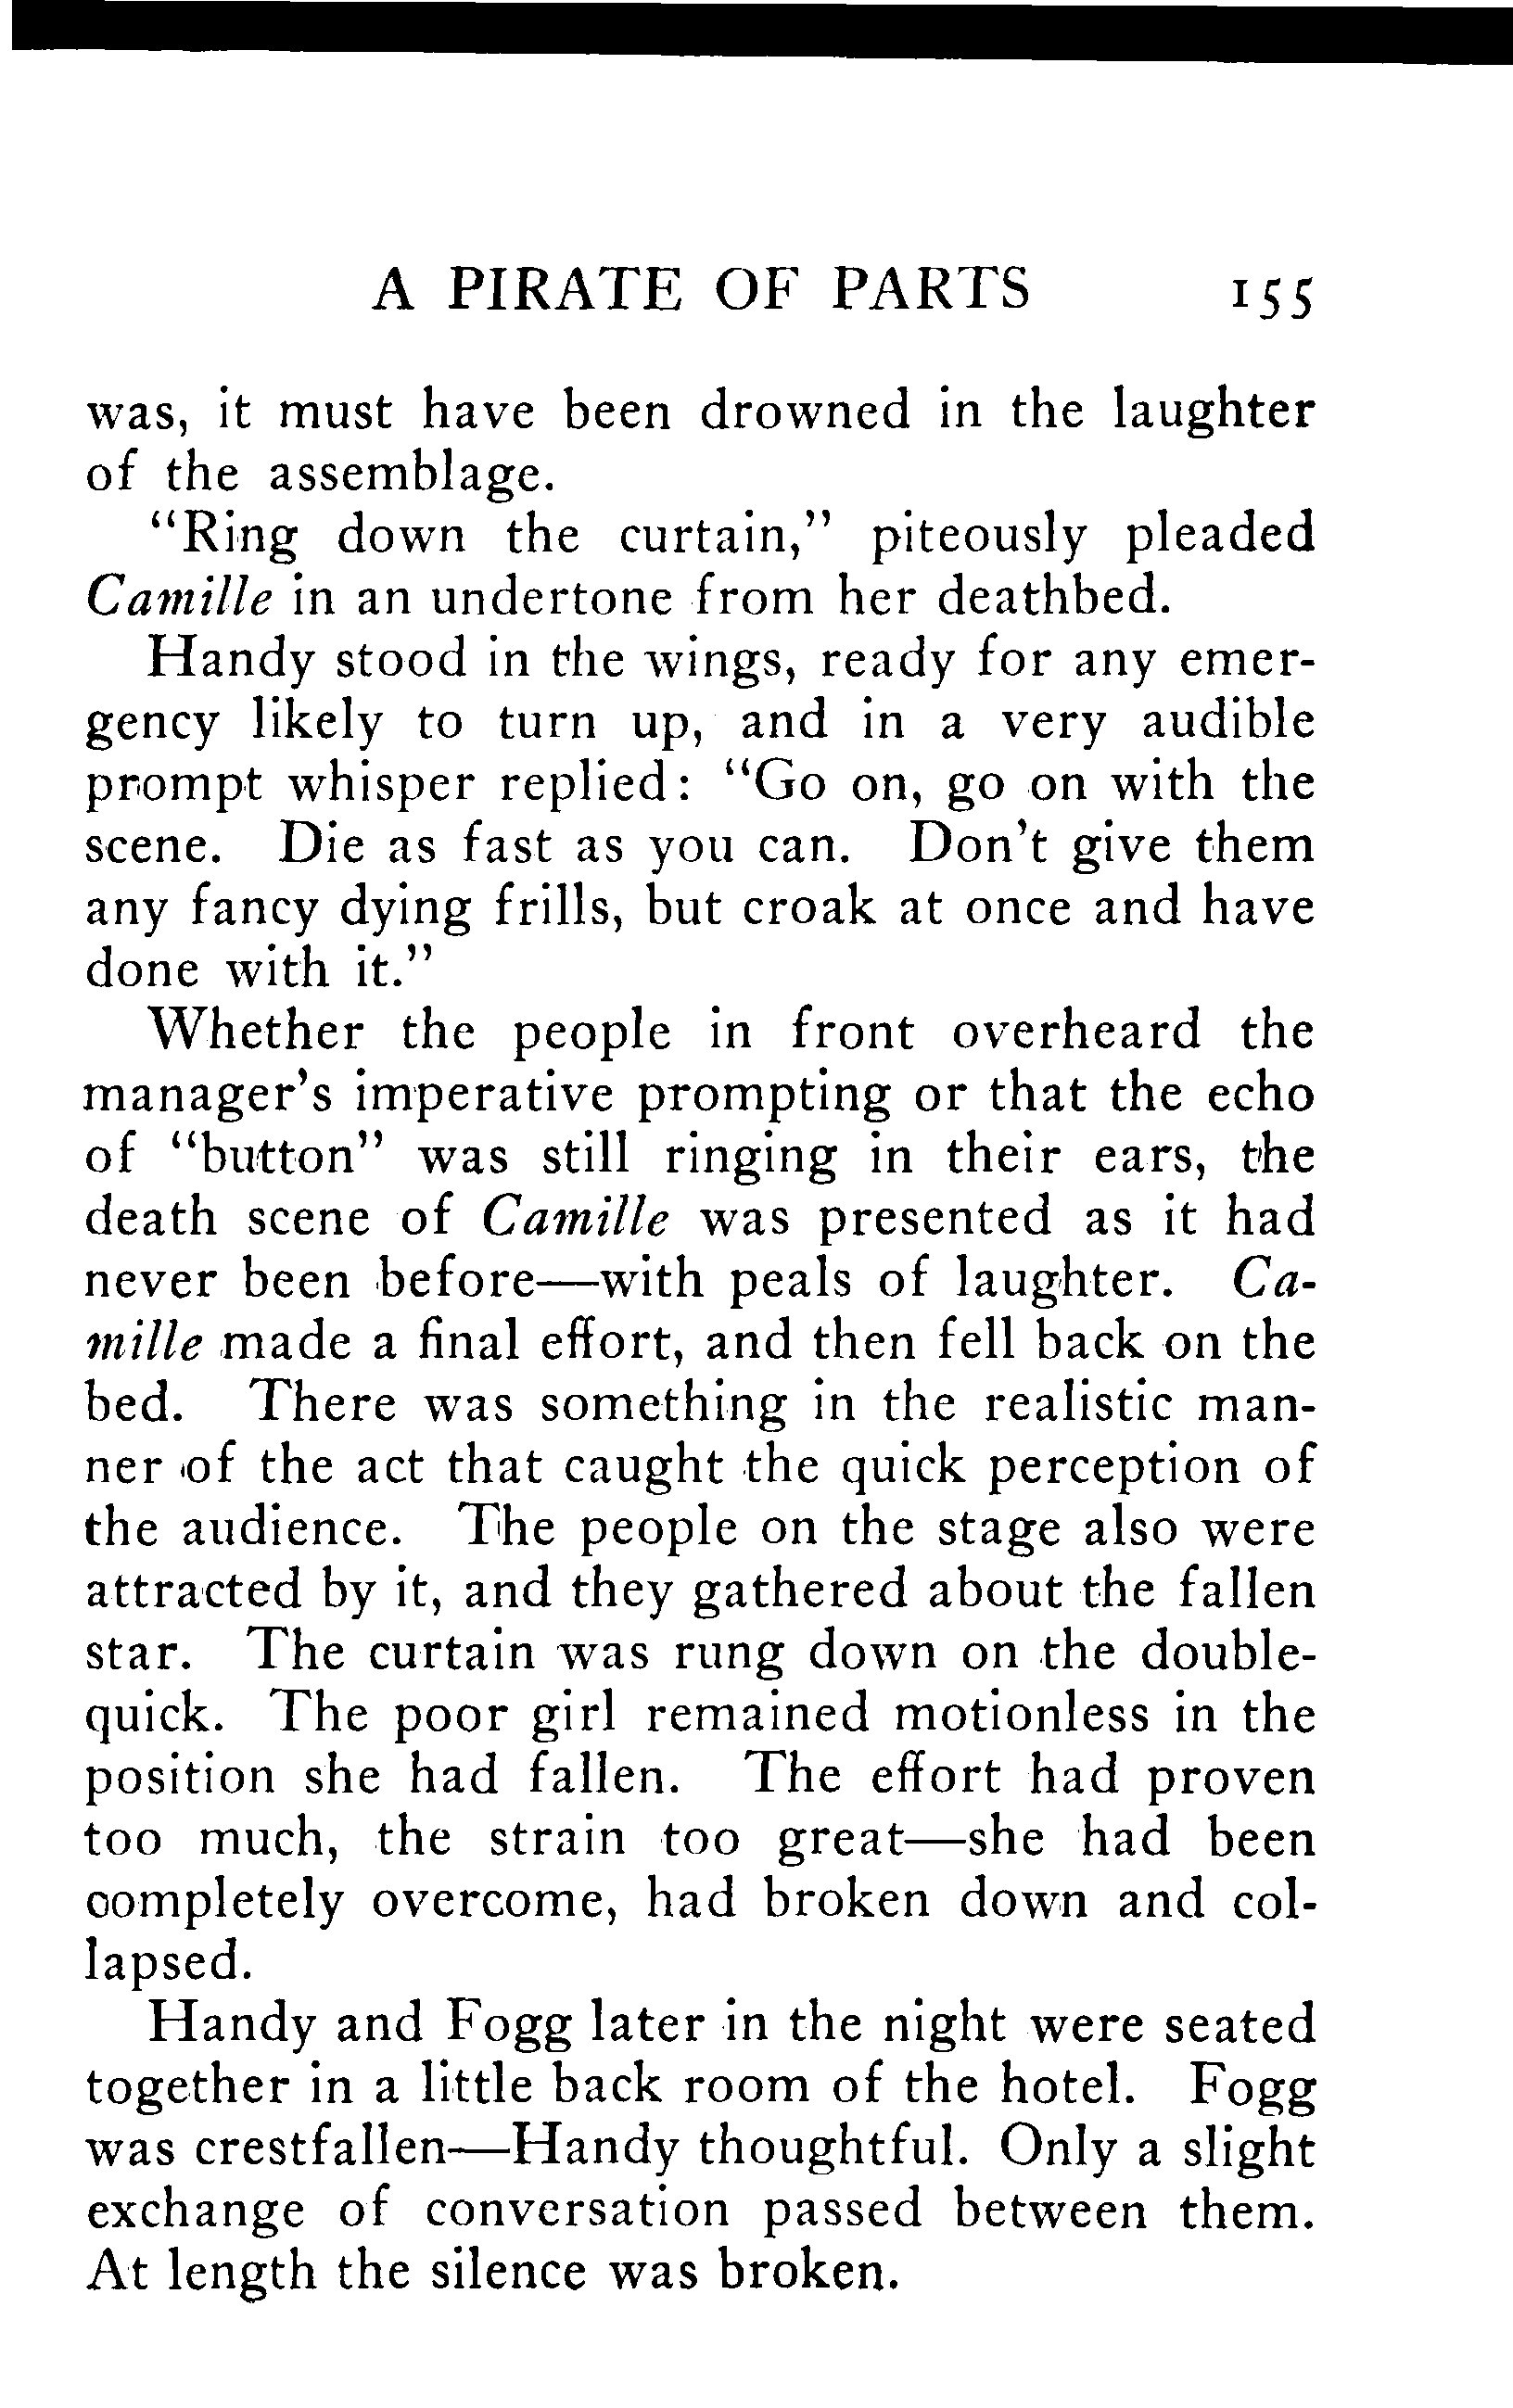 A PIRATE OF PARTS 155
was, it must have been drowned in the laughter
of the assemblage.
"Ring down the curtain," piteously pleaded
Camille in an undertone from her deathbed.
Handy stood in the wings, ready for any emer-
gency likely to turn up, and in a very audible
prompt whisper replied: "Go on, go on with the
scene. Die as fast as you can. Don't give them
any fancy dying frills, but croak at once and have
done with it."
Whether the people in front overheard the
manager's imperative prompting or that the echo
of "button" was still ringing in their ears, the
death scene of Camille was presented as it had
never been before—with peals of laughter. Ca-
mille made a final effort, and then fell back on the
bed. There was something in the realistic man-
ner of the act that caught the quick perception of
the audience. The people on the stage also were
attracted by it, and they gathered about the fallen
star. The curtain was rung down on the double-
quick. The poor girl remained motionless in the
position she had fallen. The effort had proven
too much, the strain too great—she had been
completely overcome, had broken down and col-
lapsed.
Handy and Fogg later in the night were seated
together in a little back room of the hotel. Fogg
was crestfallen—Handy thoughtful. Only a slight
exchange of conversation passed between them.
At length the silence was broken.